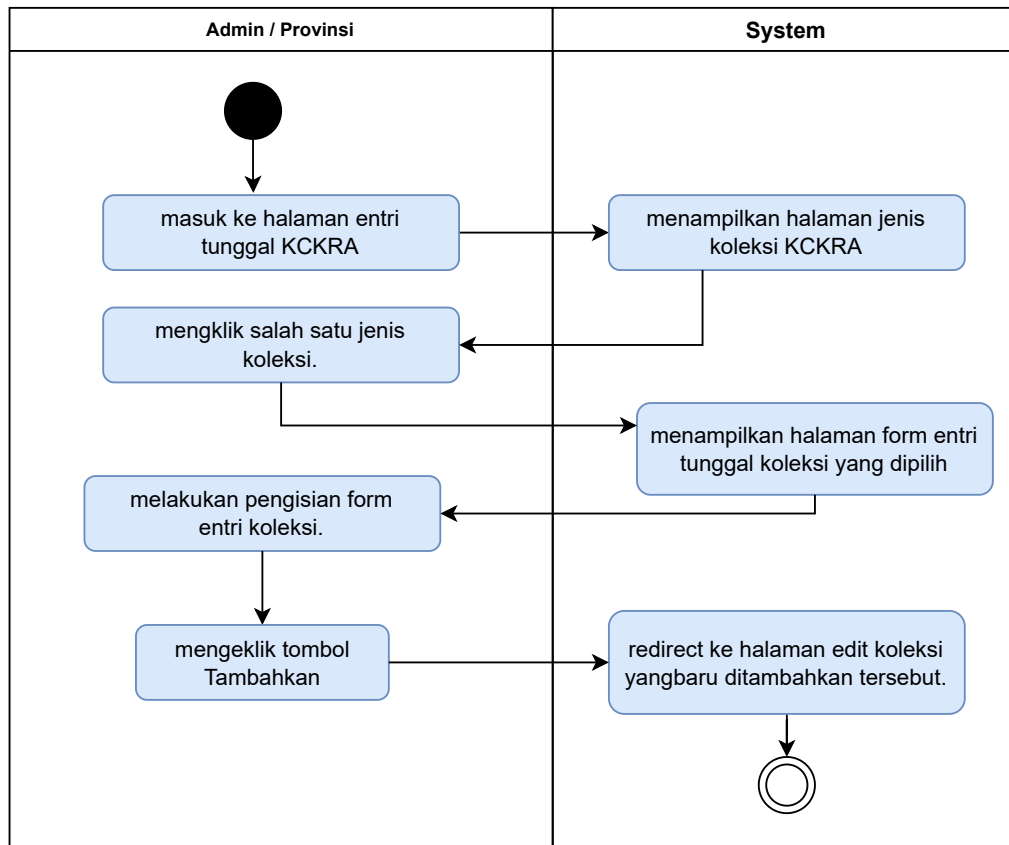 Admin / Provinsi
System
masuk ke halaman entri
tunggal KCKRA
menampilkan halaman jenis
koleksi KCKRA
mengklik salah satu jenis
koleksi.
menampilkan halaman form entri
tunggal koleksi yang dipilih
melakukan pengisian form
entri koleksi.
mengeklik tombol
Tambahkan
redirect ke halaman edit koleksi
yangbaru ditambahkan tersebut.